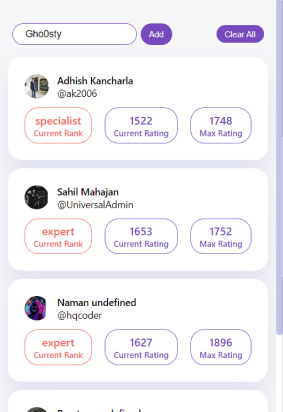 Gho0sty
Add
Clear All
Adhish Kancharla
@ak2006
specialist
Current Rank
1522
Current Rating
1748
Max Rating
Sahil Mahajan
@UniversalAdmin
expert
Current Rank
1653
Current Rating
1752
Max Rating
Naman undefined
@hqcoder
expert
Current Rank
1627
Current Rating
1896
Max Rating